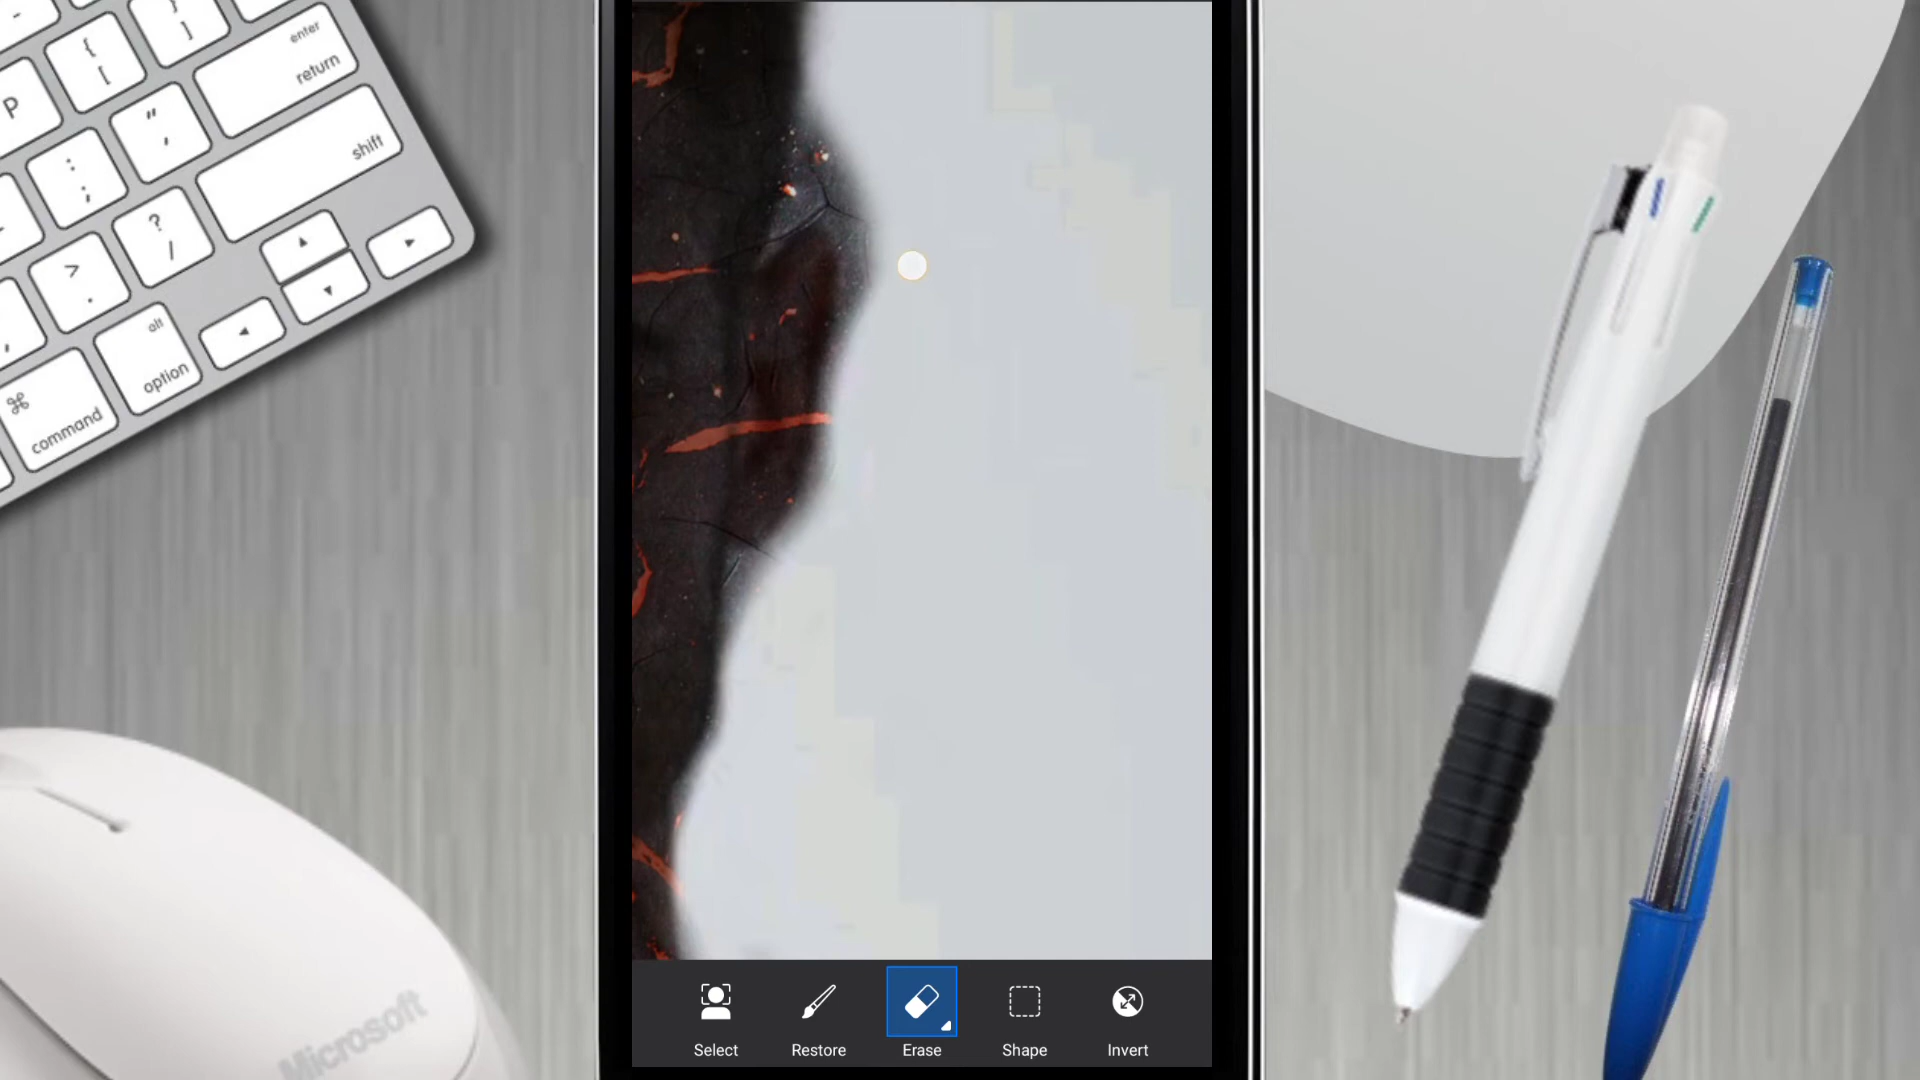 {
[
}
]
enter
return
P
"
,
:
;
shift
?
/
>
.
alt
option
⌘
command
Microsoft
Select
Restore
Erase
Shape
Invert